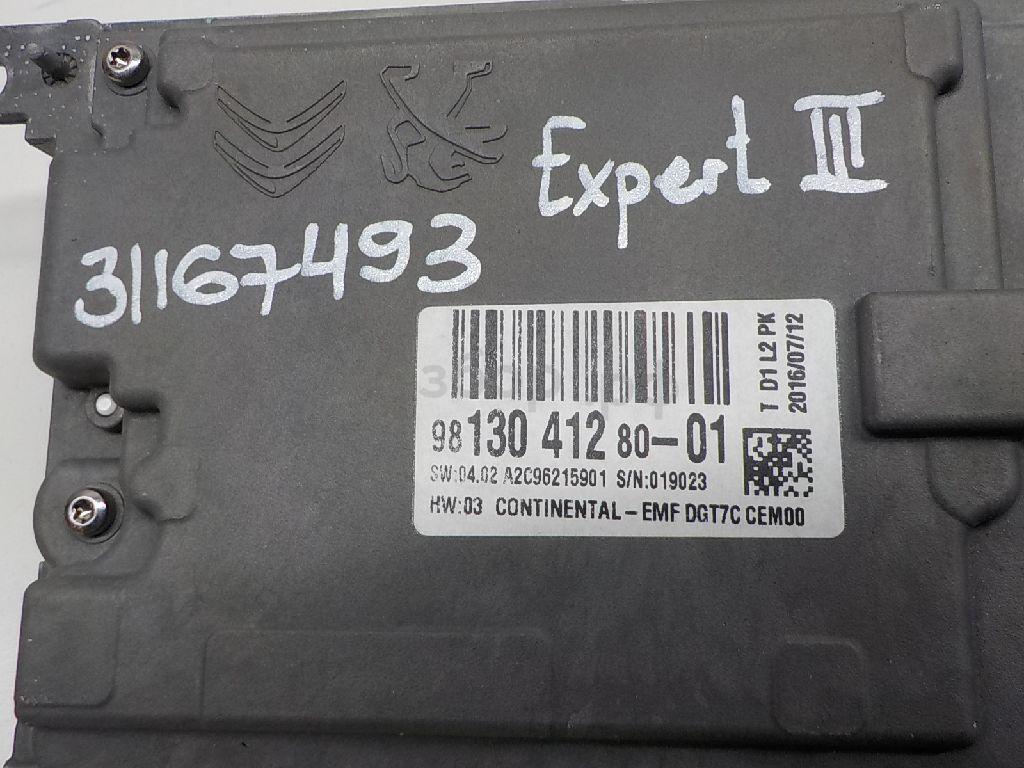 Expert III
31167493
T D1 L2 PK
2016/07/12
98 130 412 80-01
SW:04.02 A2C96215901 S/N:019023
HW:03 CONTINENTAL-EMF DGT7C CEM00